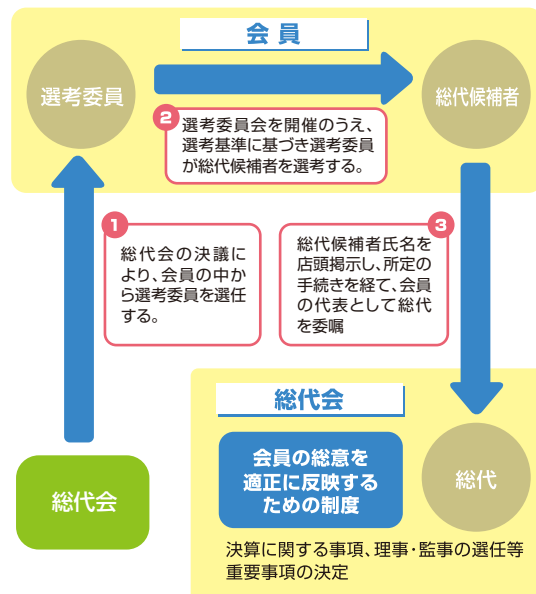 会員
選考委員
総代候補者
2
選考委員会を開催のうえ、
選考基準に基づき選考委員
が総代候補者を選考する。
1
総代会の決議に
より、会員の中か
ら選考委員を選任
する。
3
総代候補者氏名を
店頭掲示し、所定の
手続きを経て、会員
の代表として総代
を委嘱
総代会
総代会
会員の総意を
適正に反映する
ための制度
総代
決算に関する事項、理事・監事の選任等
重要事項の決定